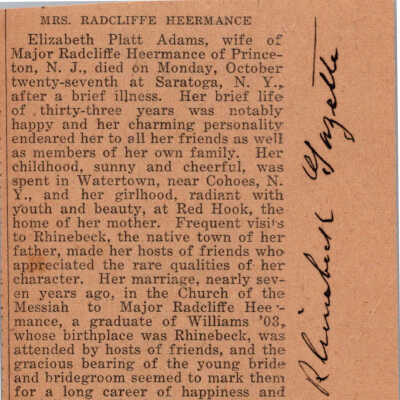 MRS. RADCLIFFE HEERMANCE
Elizabeth Platt Adams, wife of
Major Radcliffe Heermance of Prince-
ton, N. J., died on Monday, October
twenty-seventh at Saratoga, N. Y.,
after a brief illness. Her brief life
of thirty-three years was notably
happy and her charming personality
endeared her to all her friends as well
as members of her own family. Her
childhood, sunny and cheerful, was
spent in Watertown, near Cohoes, N.
Y., and her girlhood, radiant with
youth and beauty, at Red Hook, the
home of her mother. Frequent visits
to Rhinebeck, the native town of her
father, made her hosts of friends who
appreciated the rare qualities of her
character. Her marriage, nearly sev-
en years ago, in the Church of the
Messiah to Major Radcliffe Heer-
mance, a graduate of Williams '03,
whose birthplace was Rhinebeck, was
attended by hosts of friends, and the
gracious bearing of the young bride
and bridegroom seemed to mark them
for a long career of happiness and
Rhinebeck Gazette